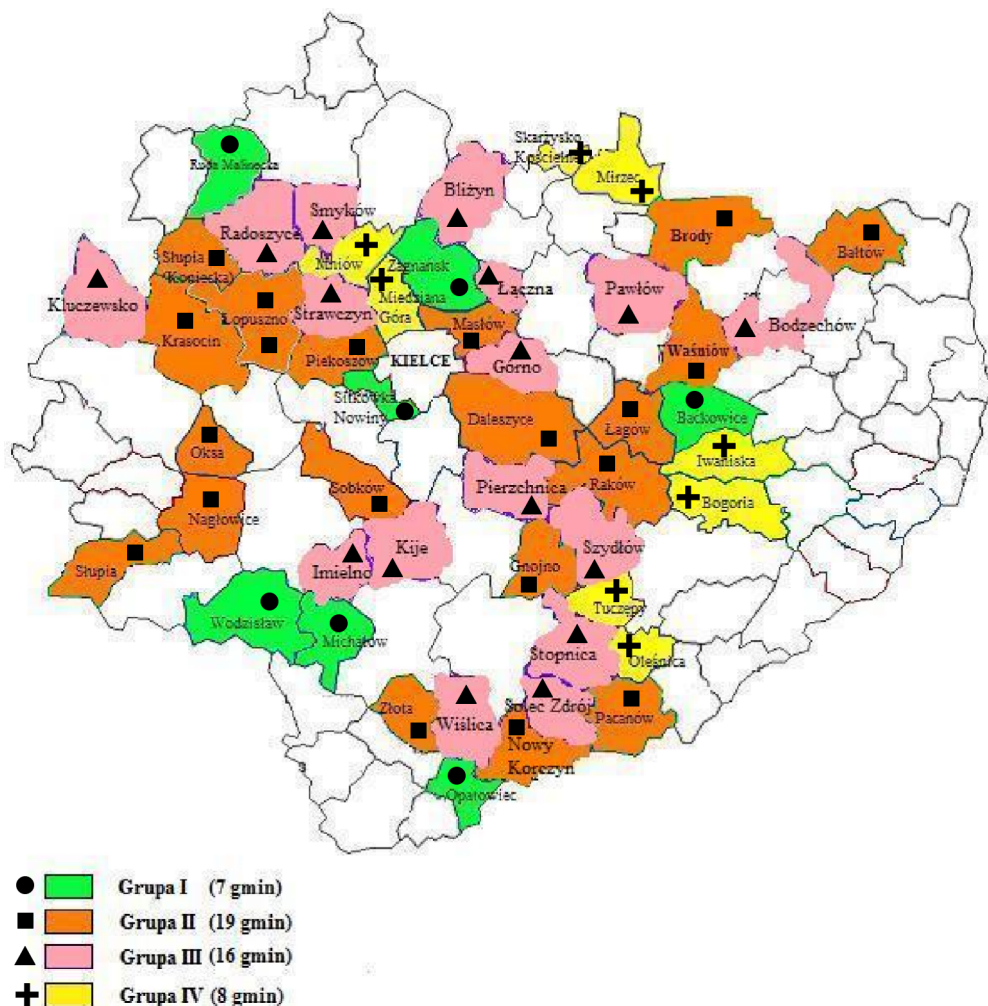 Skarżysko
Kościelne
Mirzec
Ruda Maleniecka
Bliżyn
Smyków
Radoszyce
Brody
Bałtów
Słupia
(Konecka)
Mniów
Zagnańsk
Łączna
Pawłów
Kluczewsko
Miedziana
Góra
Strawczyn
Łopuszno
Bodzechów
Krasocin
Masłów
Piekoszów
KIELCE
Górno
Waśniów
Sitkówka
Nowiny
Daleszyce
Łagów
Baćkowice
Oksa
Iwaniska
Sobków
Pierzchnica
Raków
Bogoria
Nagłowice
Kije
Szydłów
Słupia
Imielno
Gnojno
Tuczępy
Wodzisław
Michałów
Stopnica
Oleśnica
Złota
Wiślica
Solec Zdrój
Pacanów
Nowy
Korczyn
Opatowiec
Grupa I (7 gmin)
Grupa II (19 gmin)
Grupa III (16 gmin)
Grupa IV (8 gmin)